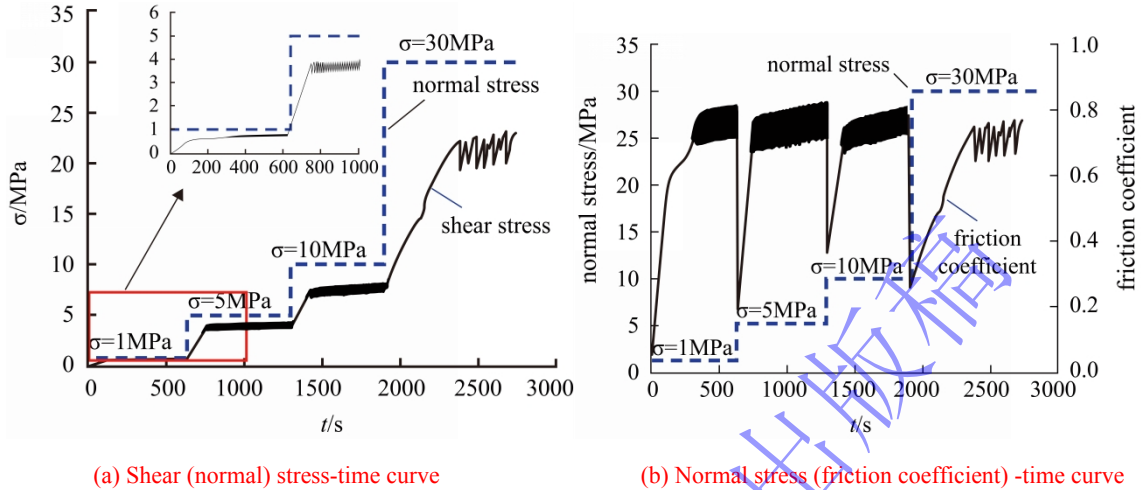 35
30
25
20
15
10
5
0
σ/MPa
6
5
4
3
2
1
0
0
200
400
600
800
1000
σ=30MPa
normal stress
shear stress
σ=10MPa
σ=5MPa
σ=1MPa
0
500
1000
1500
2000
2500
3000
t/s
(a) Shear (normal) stress-time curve
35
30
25
20
15
10
5
0
normal stress/MPa
normal stress
σ=30MPa
friction
coefficient
σ=10MPa
σ=5MPa
σ=1MPa
1.0
0.8
0.6
0.4
0.2
0.0
friction coefficient
0
500
1000
1500
2000
2500
3000
t/s
(b) Normal stress (friction coefficient) -time curve
出版稿